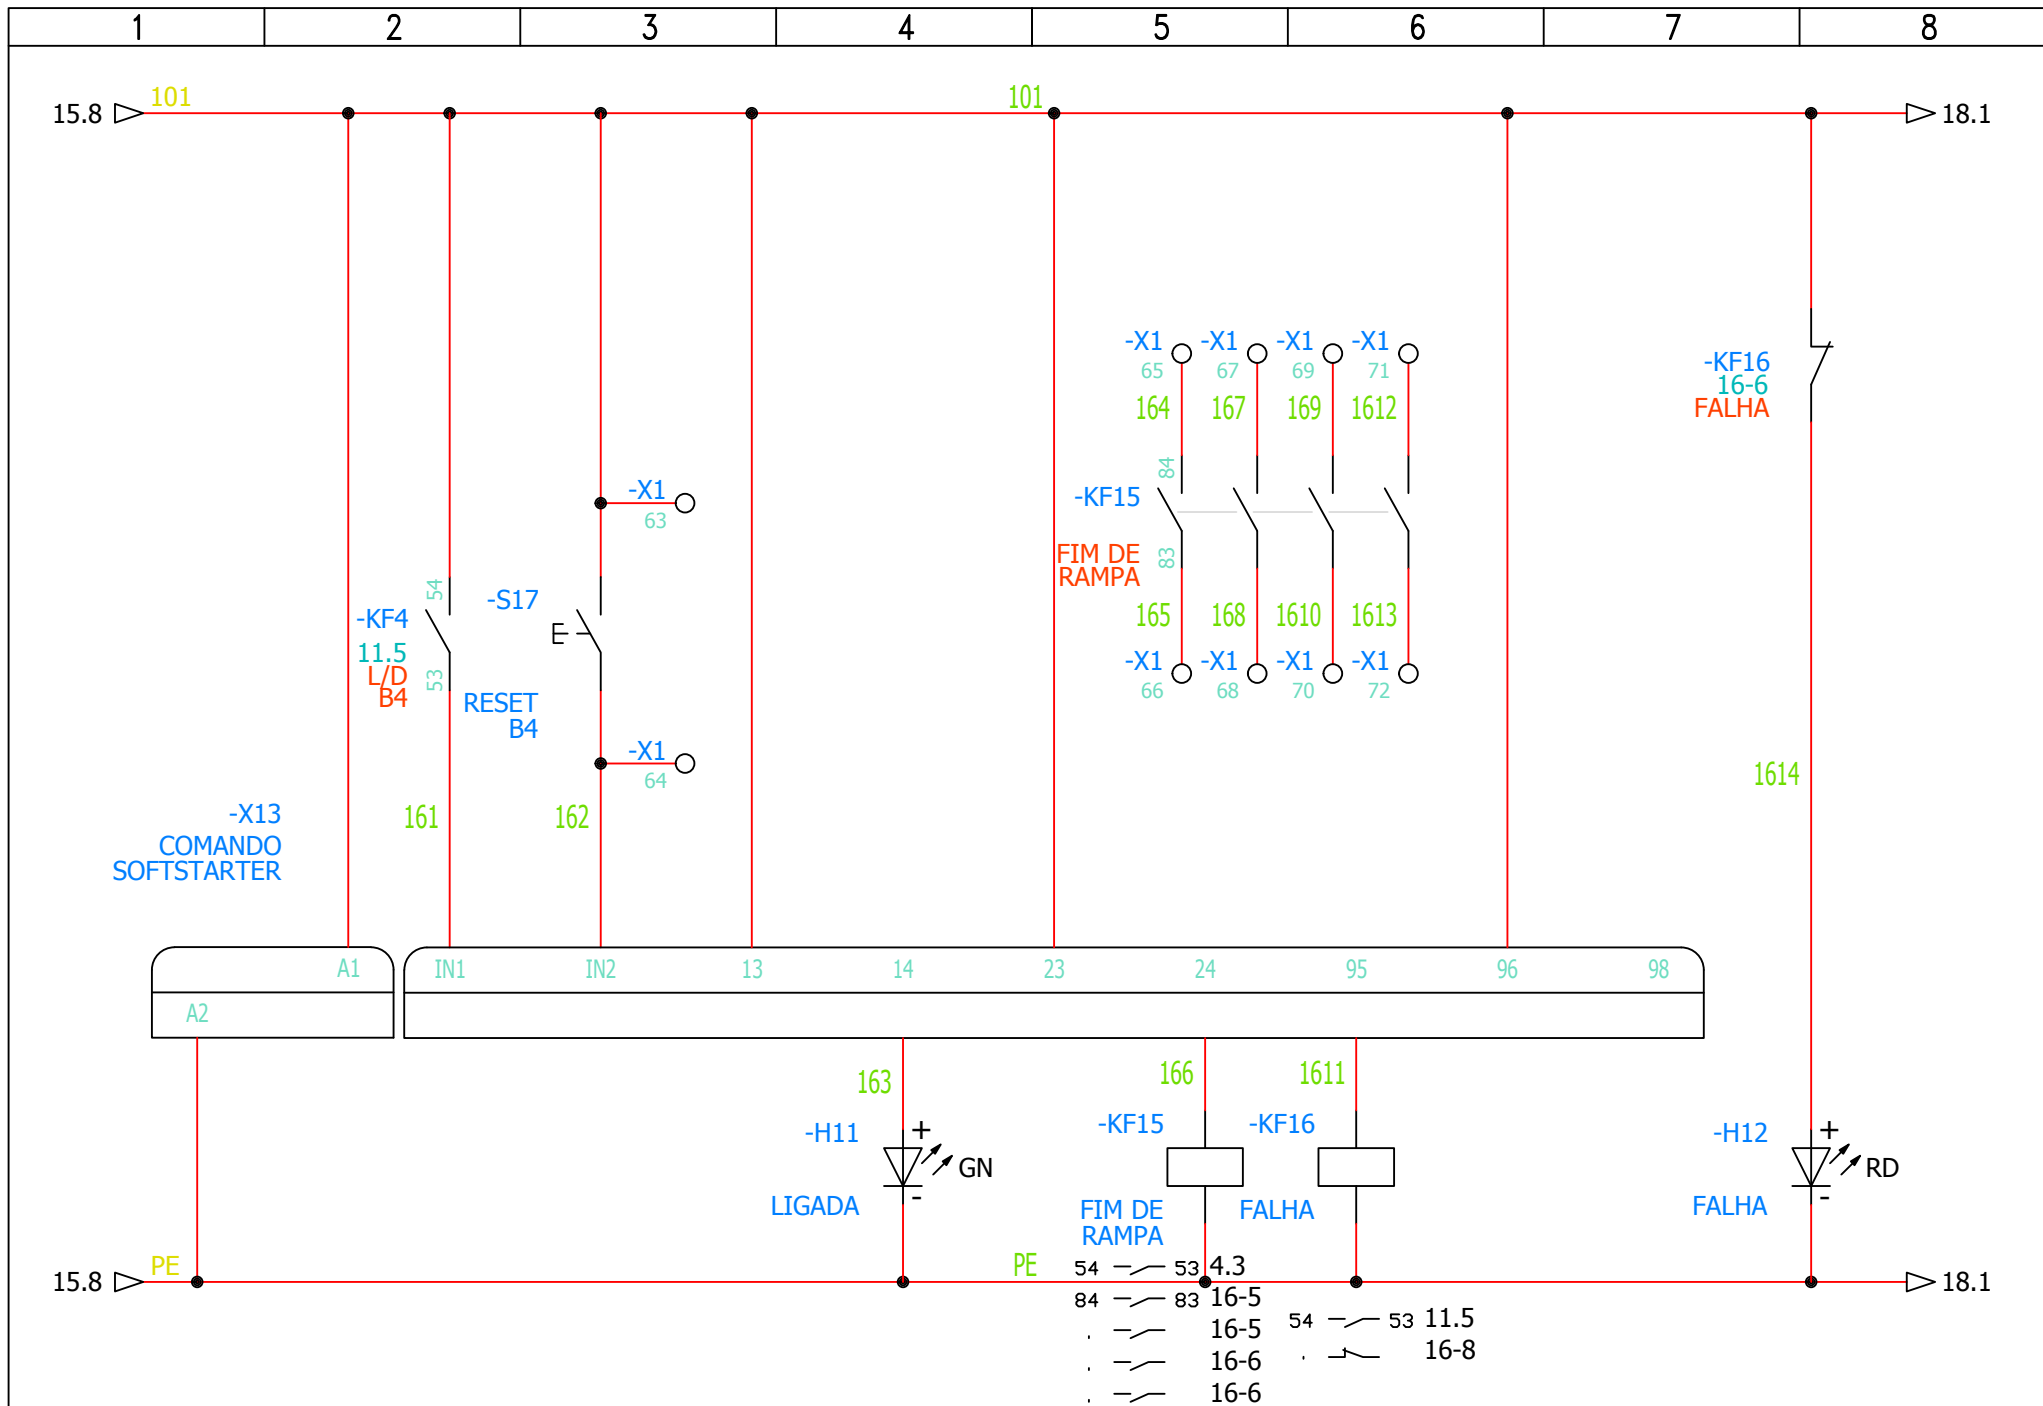 1 2 3 4 5 6 7 8
15.8 101 101 18.1
-X1 -X1 -X1 -X1
65 67 69 71
164 167 169 1612
-KF16
16-6
FALHA
84
-KF15
83
FIM DE
RAMPA
165 168 1610 1613
-X1 -X1 -X1 -X1
66 68 70 72
-X1
63
54
-KF4
11.5
L/D
B4
53
-S17
RESET
B4
-X1
64
1614
-X13
COMANDO
SOFTSTARTER
161 162
A1 IN1 IN2 13 14 23 24 95 96 98
A2
163 166 1611
-H11 + GN
-
LIGADA
-KF15
FIM DE
RAMPA
-KF16
FALHA
-H12 + RD
-
FALHA
15.8 PE PE 18.1
54 53 4.3
84 83 16-5
. 16-5
. 16-6
. 16-6
54 53 11.5
. 16-8